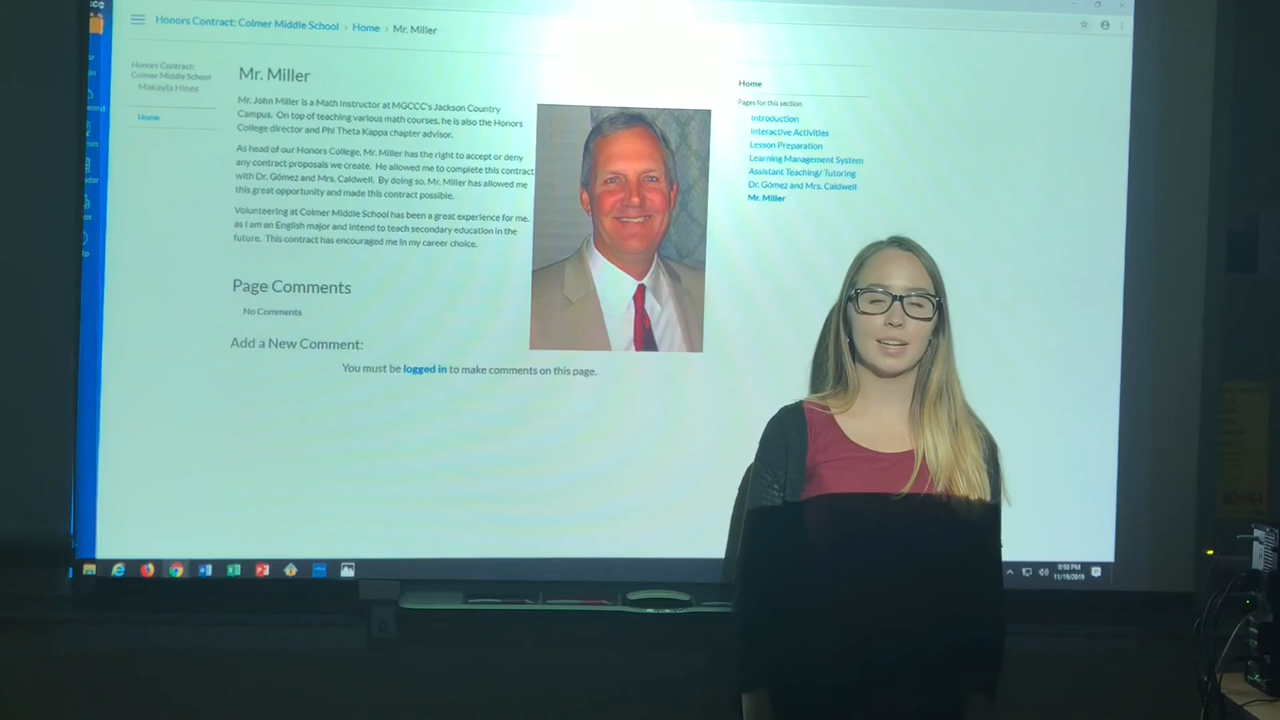 Honors Contract: Colmer Middle School > Home > Mr. Miller
Honors Contract:
Colmer Middle School
Makayla Hines
Home
Mr. Miller
Mr. John Miller is a Math Instructor at MGCCC's Jackson Country
Campus. On top of teaching various math courses, he is also the Honors
College director and Phi Theta Kappa chapter advisor.
As head of our Honors College, Mr. Miller has the right to accept or deny
any contract proposals we create. He allowed me to complete this contract
with Dr. Gómez and Mrs. Caldwell. By doing so, Mr. Miller has allowed me
this great opportunity and made this contract possible.
Volunteering at Colmer Middle School has been a great experience for me,
as I am an English major and intend to teach secondary education in the
future. This contract has encouraged me in my career choice.
Page Comments
No Comments
Add a New Comment:
You must be logged in to make comments on this page.
Home
Pages for this section
Introduction
Interactive Activities
Lesson Preparation
Learning Management System
Assistant Teaching/ Tutoring
Dr. Gómez and Mrs. Caldwell
Mr. Miller
11/19/2019